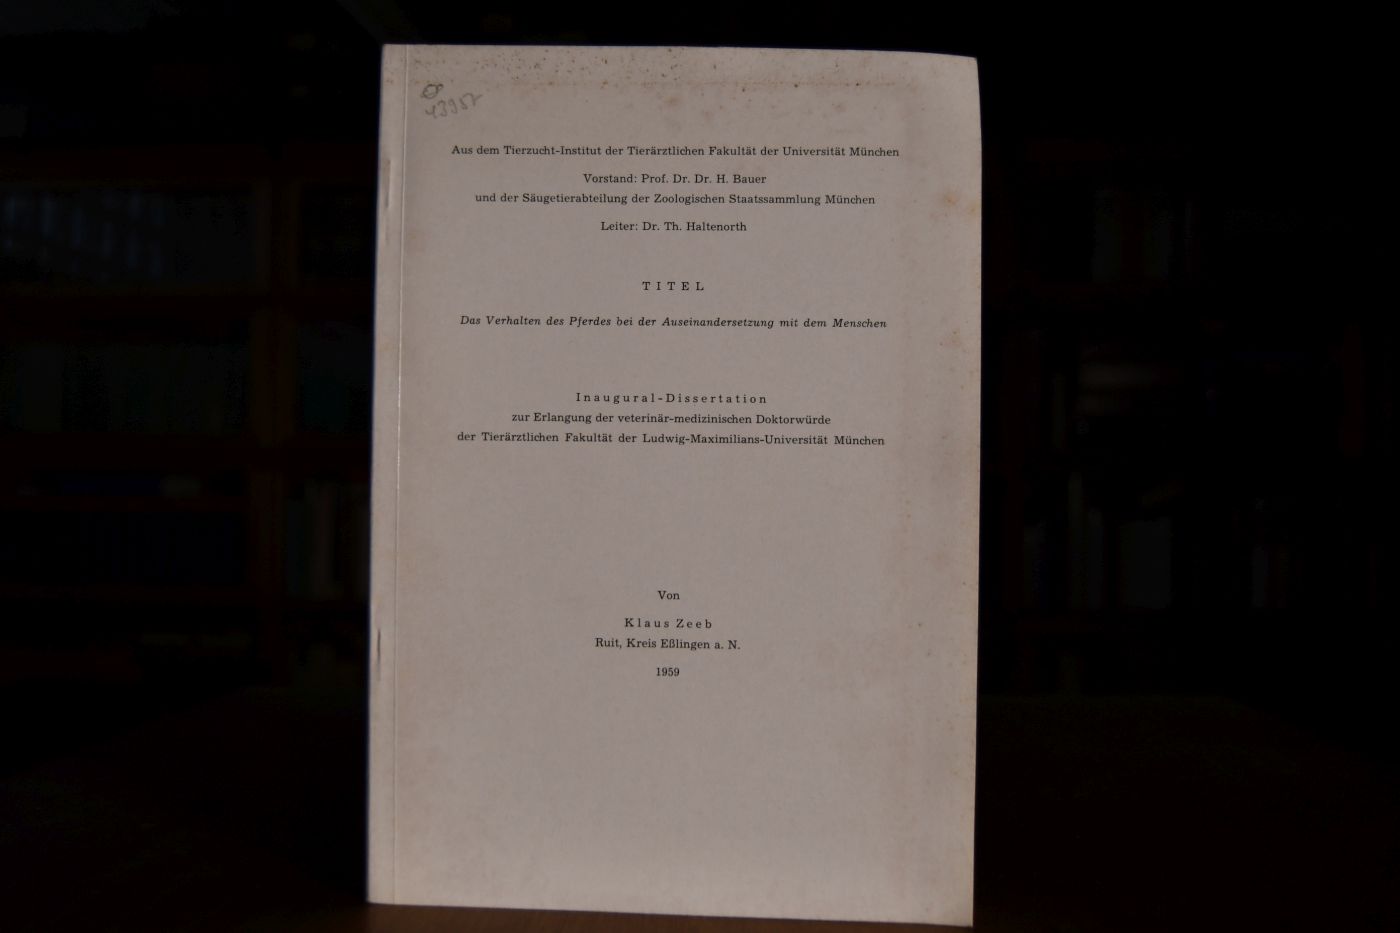 43957
Aus dem Tierzucht-Institut der Tierärztlichen Fakultät der Universität München
Vorstand: Prof. Dr. Dr. H. Bauer
und der Säugetierabteilung der Zoologischen Staatssammlung München
Leiter: Dr. Th. Haltenorth
TITEL
Das Verhalten des Pferdes bei der Auseinandersetzung mit dem Menschen
Inaugural-Dissertation
zur Erlangung der veterinär-medizinischen Doktorwürde
der Tierärztlichen Fakultät der Ludwig-Maximilians-Universität München
Von
Klaus Zeeb
Ruit, Kreis Eßlingen a. N.
1959